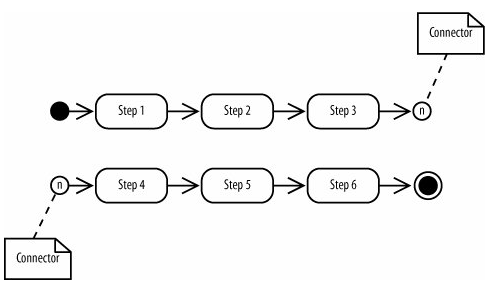 Connector
Step 1 Step 2 Step 3 n
n Step 4 Step 5 Step 6
Connector